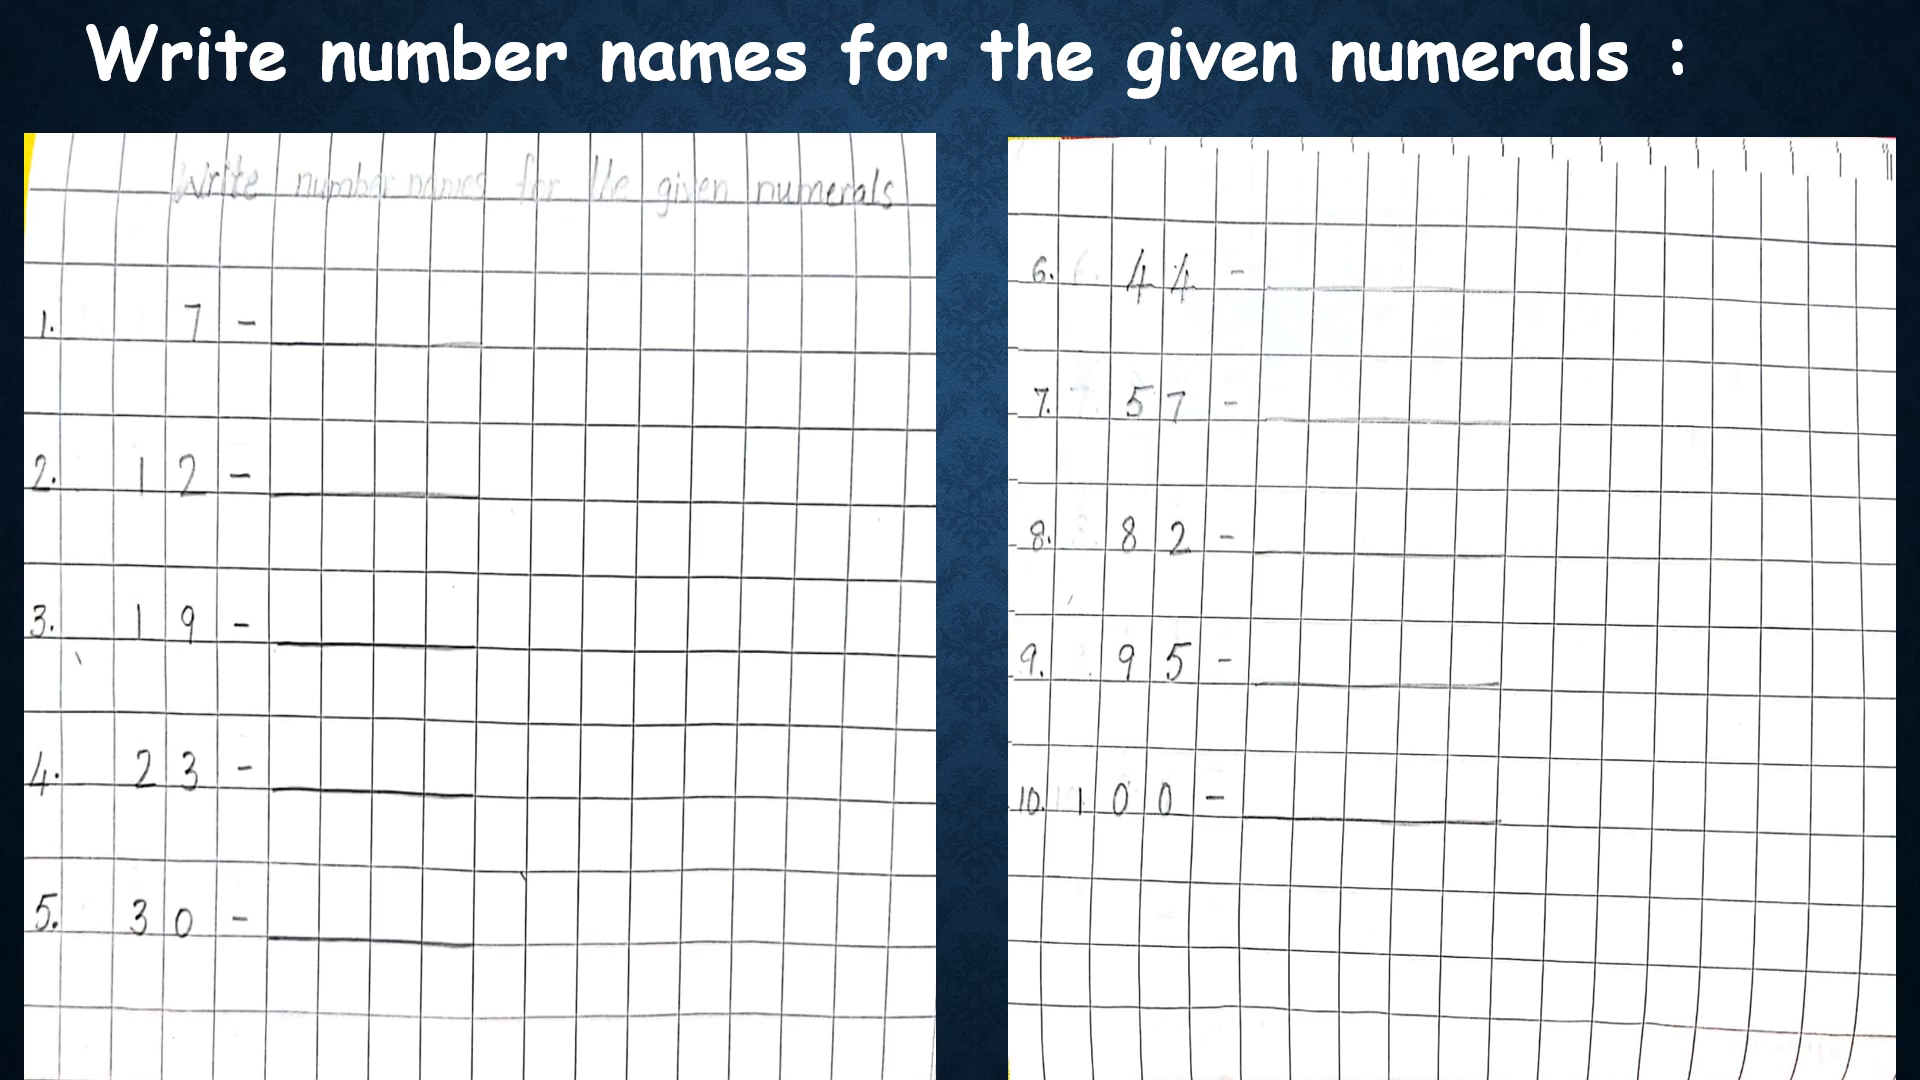 Write number names for the given numerals :
Write number names for the given numerals
1. 7 -
2. 12 -
3. 19 -
4. 23 -
5. 30 -
6. 44 -
7. 57 -
8. 82 -
9. 95 -
10. 100 -